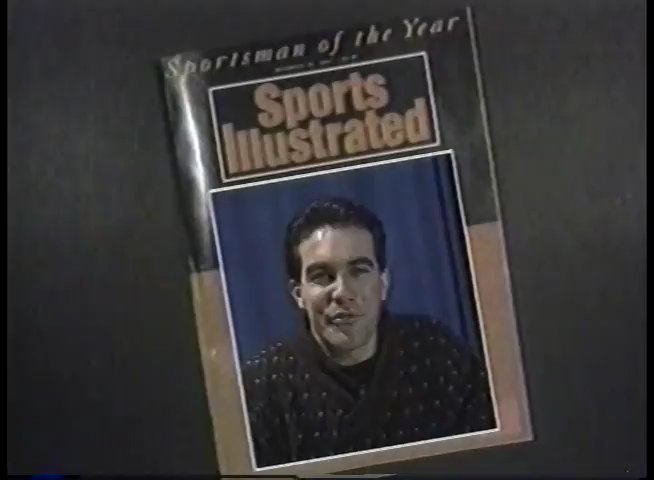 Sportsman of the Year
Sports
Illustrated